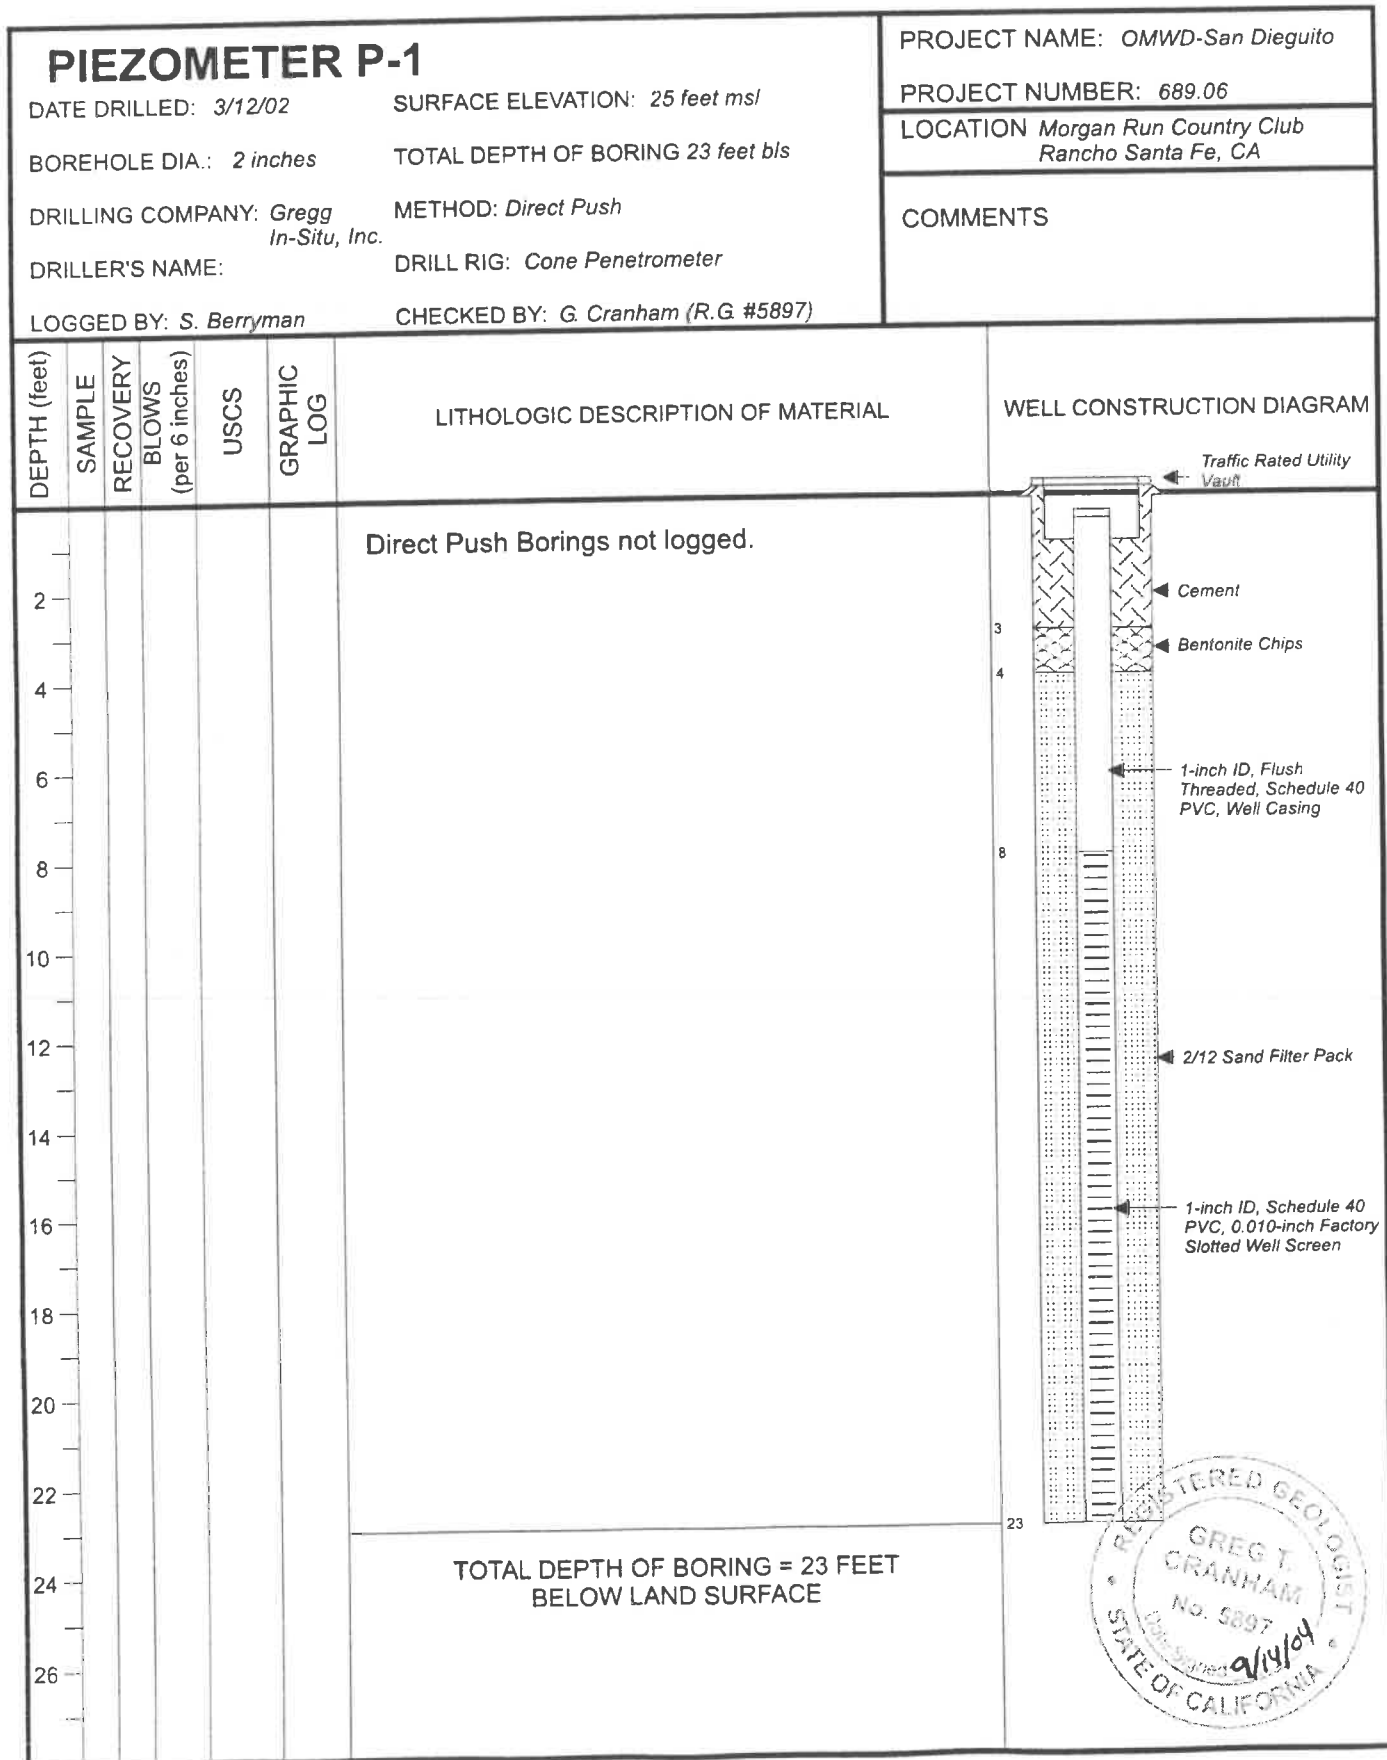 PIEZOMETER P-1
DATE DRILLED: 3/12/02
SURFACE ELEVATION: 25 feet msl
BOREHOLE DIA.: 2 inches
TOTAL DEPTH OF BORING 23 feet bls
DRILLING COMPANY: Gregg
In-Situ, Inc.
METHOD: Direct Push
DRILLER'S NAME:
DRILL RIG: Cone Penetrometer
LOGGED BY: S. Berryman
CHECKED BY: G. Cranham (R.G. #5897)
PROJECT NAME: OMWD-San Dieguito
PROJECT NUMBER: 689.06
LOCATION Morgan Run Country Club
Rancho Santa Fe, CA
COMMENTS
DEPTH (feet)
SAMPLE
RECOVERY
BLOWS
(per 6 inches)
USCS
GRAPHIC
LOG
LITHOLOGIC DESCRIPTION OF MATERIAL
WELL CONSTRUCTION DIAGRAM
Traffic Rated Utility
Vault
Direct Push Borings not logged.
2
4
6
8
10
12
14
16
18
20
22
24
26
3
4
8
23
Cement
Bentonite Chips
1-inch ID, Flush
Threaded, Schedule 40
PVC, Well Casing
2/12 Sand Filter Pack
1-inch ID, Schedule 40
PVC, 0.010-inch Factory
Slotted Well Screen
TOTAL DEPTH OF BORING = 23 FEET
BELOW LAND SURFACE
REGISTERED GEOLOGIST
GREG T.
CRANHAM
No. 5897
Date Signed 9/14/04
STATE OF CALIFORNIA